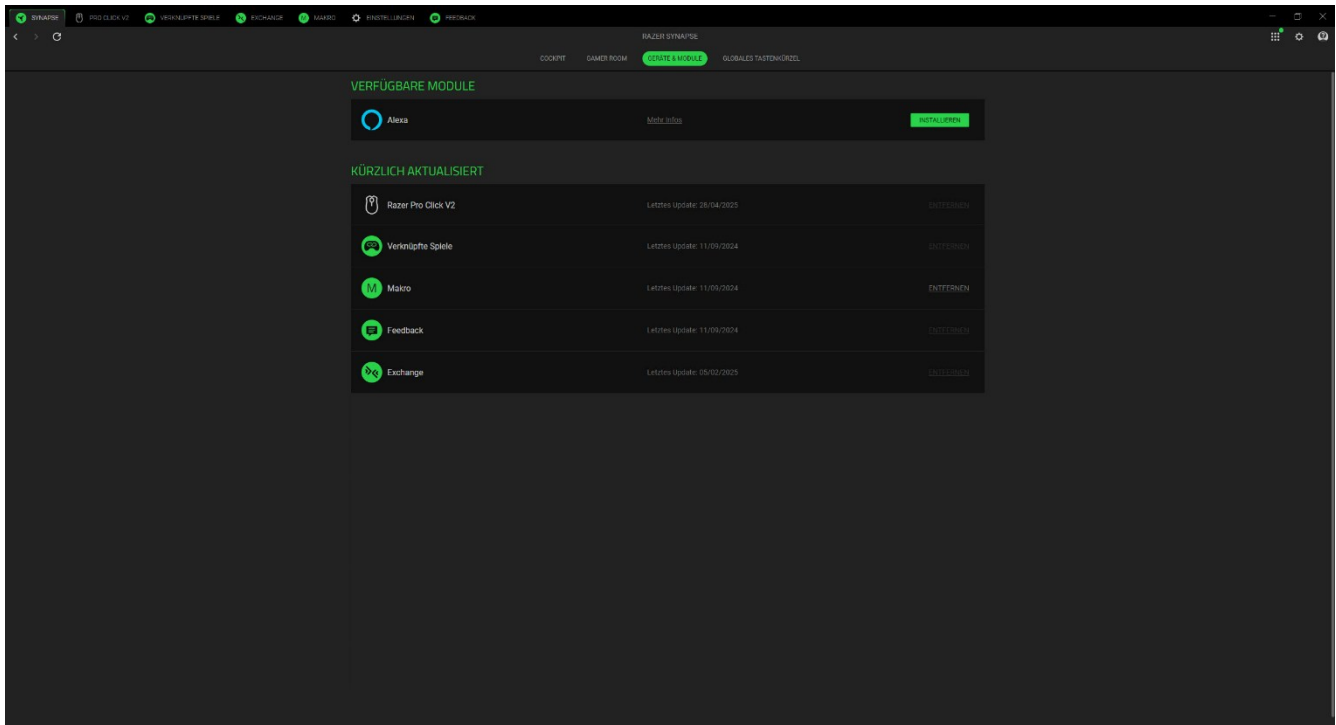 SYNAPSE PRO CLICK V2 VERKNÜPFTE SPIELE EXCHANGE MAKRO EINSTELLUNGEN FEEDBACK
RAZER SYNAPSE
COCKPIT GAMER ROOM GERÄTE & MODULE GLOBALES TASTENKÜRZEL
VERFÜGBARE MODULE
Alexa Mehr Infos INSTALLIEREN
KÜRZLICH AKTUALISIERT
Razer Pro Click V2 Letztes Update: 28/04/2025 ENTFERNEN
Verknüpfte Spiele Letztes Update: 11/09/2024 ENTFERNEN
M Makro Letztes Update: 11/09/2024 ENTFERNEN
Feedback Letztes Update: 11/09/2024 ENTFERNEN
Exchange Letztes Update: 05/02/2025 ENTFERNEN